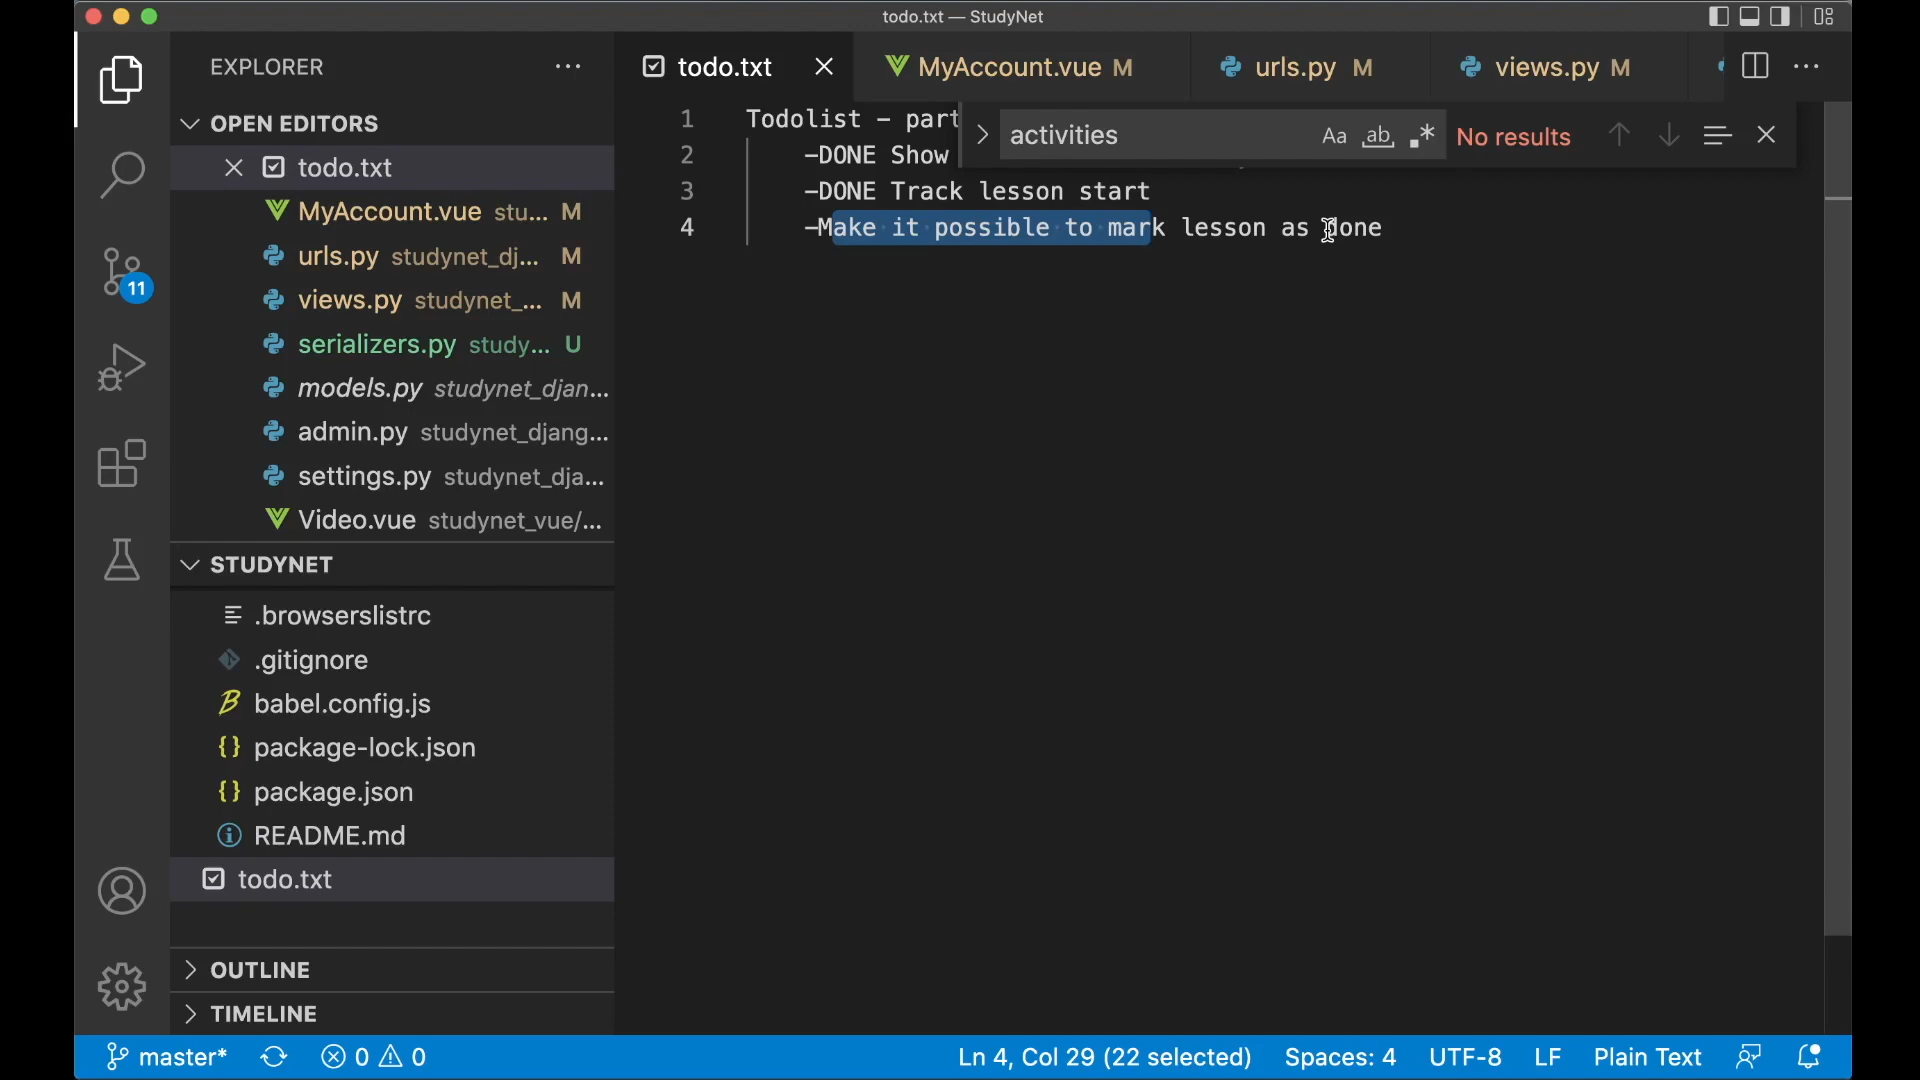 todo.txt — StudyNet
EXPLORER
OPEN EDITORS
todo.txt
MyAccount.vue stu... M
urls.py studynet_dj... M
views.py studynet_... M
serializers.py study... U
models.py studynet_djan...
admin.py studynet_djang...
settings.py studynet_dja...
Video.vue studynet_vue/...
STUDYNET
.browserslistrc
.gitignore
babel.config.js
package-lock.json
package.json
README.md
todo.txt
OUTLINE
TIMELINE
11
todo.txt
MyAccount.vue M
urls.py M
views.py M
activities
Aa
ab
No results
1 Todolist - part
2 -DONE Show
3 -DONE Track lesson start
4 -Make it possible to mark lesson as done
master*
0
0
Ln 4, Col 29 (22 selected)
Spaces: 4
UTF-8
LF
Plain Text